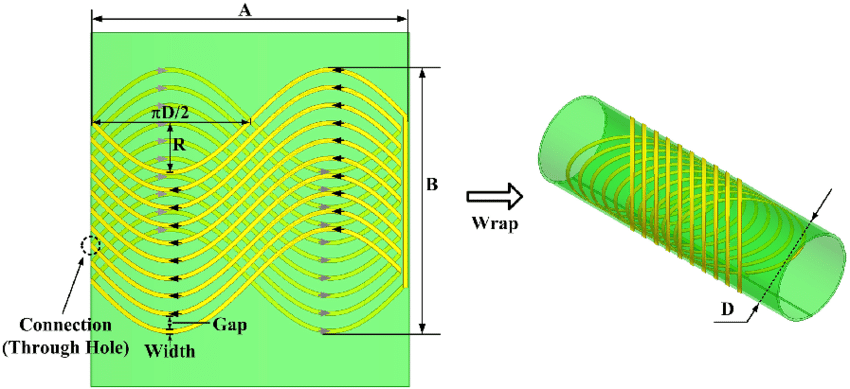 A
πD/2
R
B
Wrap
Gap
Width
Connection
(Through Hole)
D